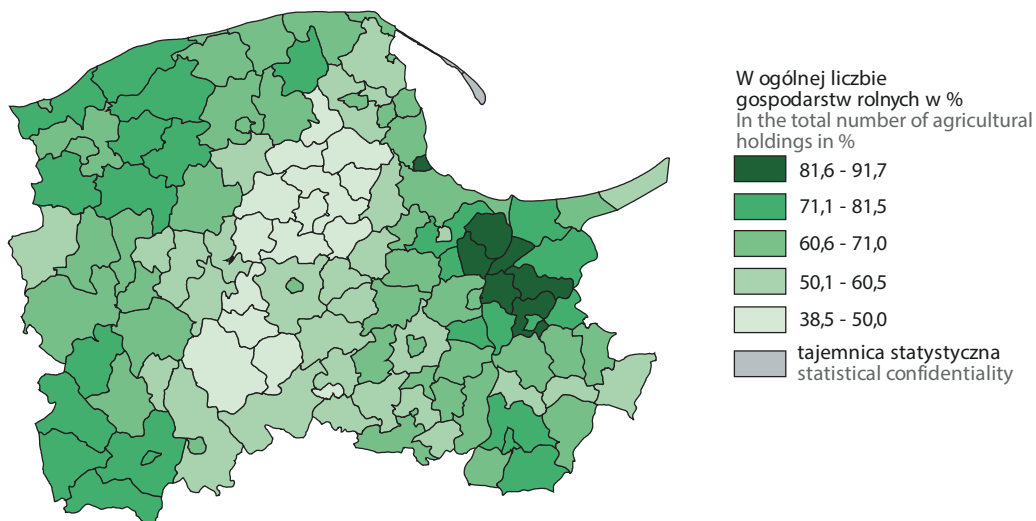 W ogólnej liczbie
gospodarstw rolnych w %
In the total number of agricultural
holdings in %
81,6 - 91,7
71,1 - 81,5
60,6 - 71,0
50,1 - 60,5
38,5 - 50,0
tajemnica statystyczna
statistical confidentiality